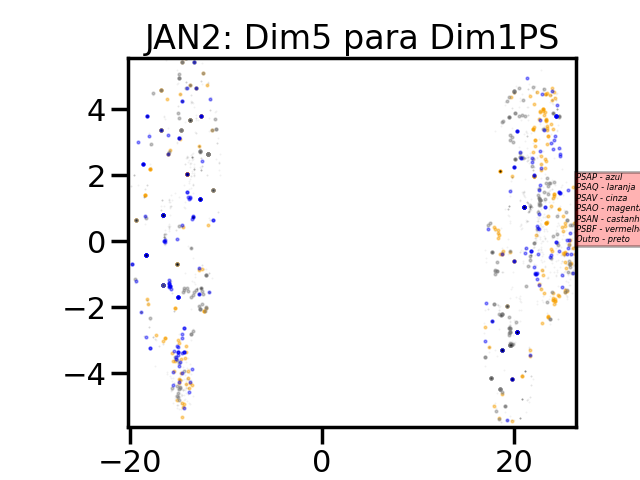 JAN2: Dim5 para Dim1PS
4
2
0
−2
−4
−20
0
20
PSAP - azul
PSAQ - laranja
PSAV - cinza
PSAO - magenta
PSAN - castanh
PSBF - vermelho
Outro - preto